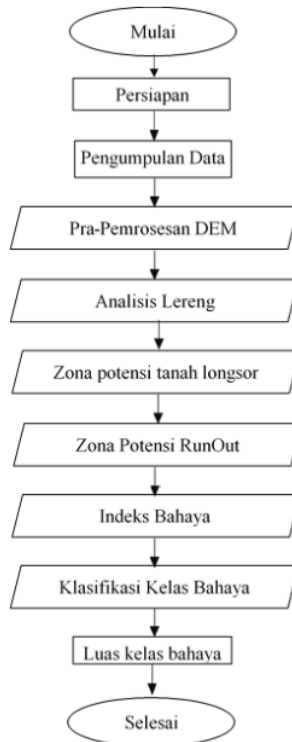 Mulai
Persiapan
Pengumpulan Data
Pra-Pemrosesan DEM
Analisis Lereng
Zona potensi tanah longsor
Zona Potensi RunOut
Indeks Bahaya
Klasifikasi Kelas Bahaya
Luas kelas bahaya
Selesai